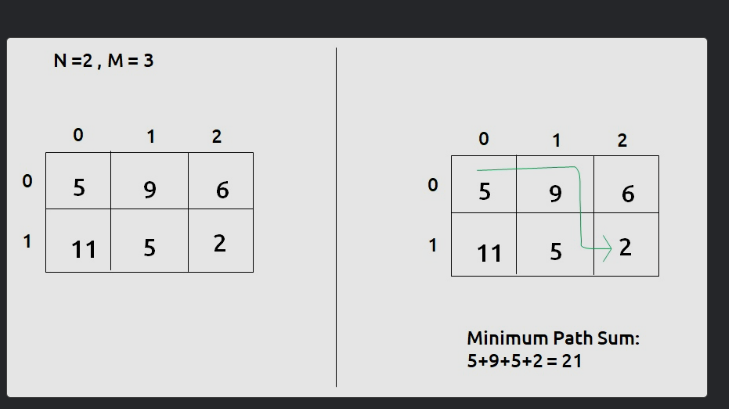 N =2 , M = 3
0 1 2
0 5 9 6
1 11 5 2
0 1 2
0 5 9 6
1 11 5 2
Minimum Path Sum:
5+9+5+2 = 21